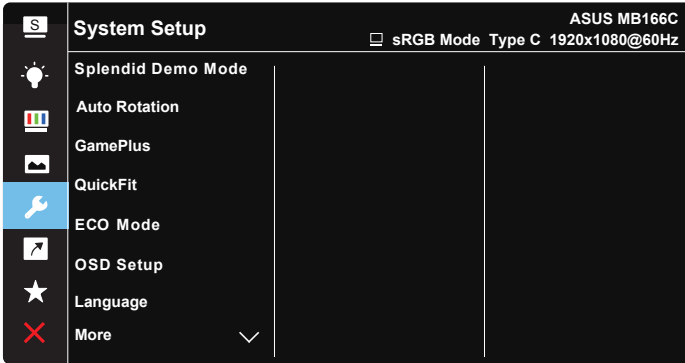 S
System Setup
ASUS MB166C
sRGB Mode Type C 1920x1080@60Hz
Splendid Demo Mode
Auto Rotation
GamePlus
QuickFit
ECO Mode
OSD Setup
Language
More